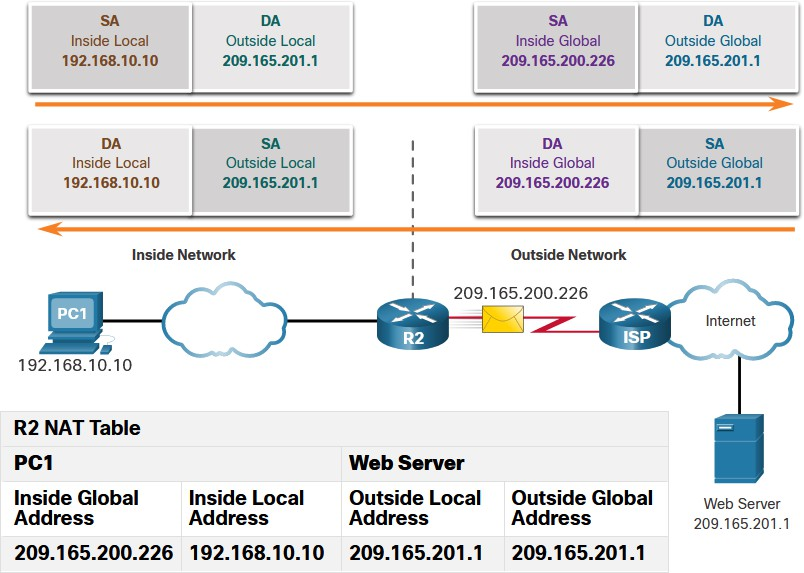 SA
Inside Local
192.168.10.10
DA
Outside Local
209.165.201.1
SA
Inside Global
209.165.200.226
DA
Outside Global
209.165.201.1
DA
Inside Local
192.168.10.10
SA
Outside Local
209.165.201.1
DA
Inside Global
209.165.200.226
SA
Outside Global
209.165.201.1
Inside Network
Outside Network
209.165.200.226
PC1
R2
ISP
Internet
192.168.10.10
Web Server
209.165.201.1
R2 NAT Table
PC1
Web Server
Inside Global
Address
Inside Local
Address
Outside Local
Address
Outside Global
Address
209.165.200.226
192.168.10.10
209.165.201.1
209.165.201.1